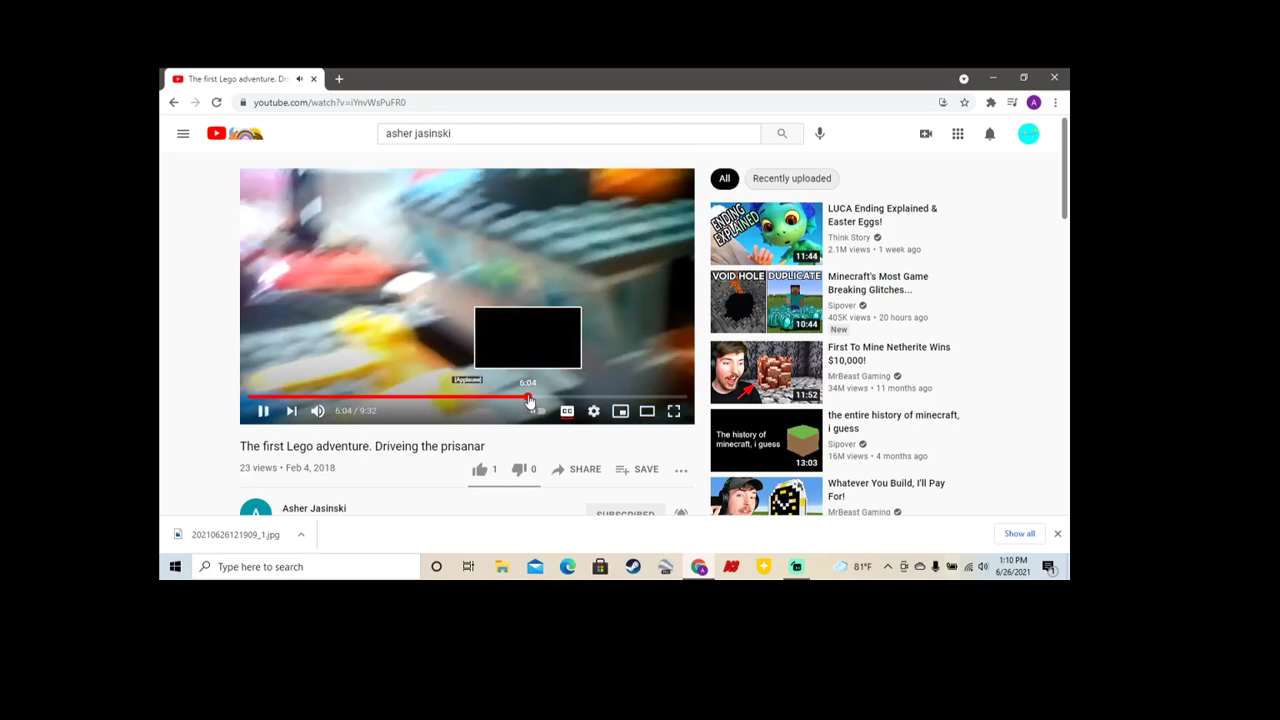 The first Lego adventure. Dri
youtube.com/watch?v=iYnvWsPuFR0
A
asher jasinski
All
Recently uploaded
ENDING EXPLAINED
11:44
LUCA Ending Explained &
Easter Eggs!
Think Story
2.1M views • 1 week ago
VOID HOLE
DUPLICATE
10:44
Minecraft's Most Game
Breaking Glitches...
Sipover
405K views • 20 hours ago
New
11:52
First To Mine Netherite Wins
$10,000!
MrBeast Gaming
34M views • 11 months ago
The history of
minecraft, i guess
13:03
the entire history of minecraft,
i guess
Sipover
16M views • 4 months ago
Whatever You Build, I'll Pay
For!
MrBeast Gaming
[Applause]
6:04
6:04 / 9:32
CC
The first Lego adventure. Driveing the prisanar
23 views • Feb 4, 2018
1
0
SHARE
SAVE
Asher Jasinski
SUBSCRIBED
20210626121909_1.jpg
Show all
Type here to search
81°F
1:10 PM
6/26/2021
1